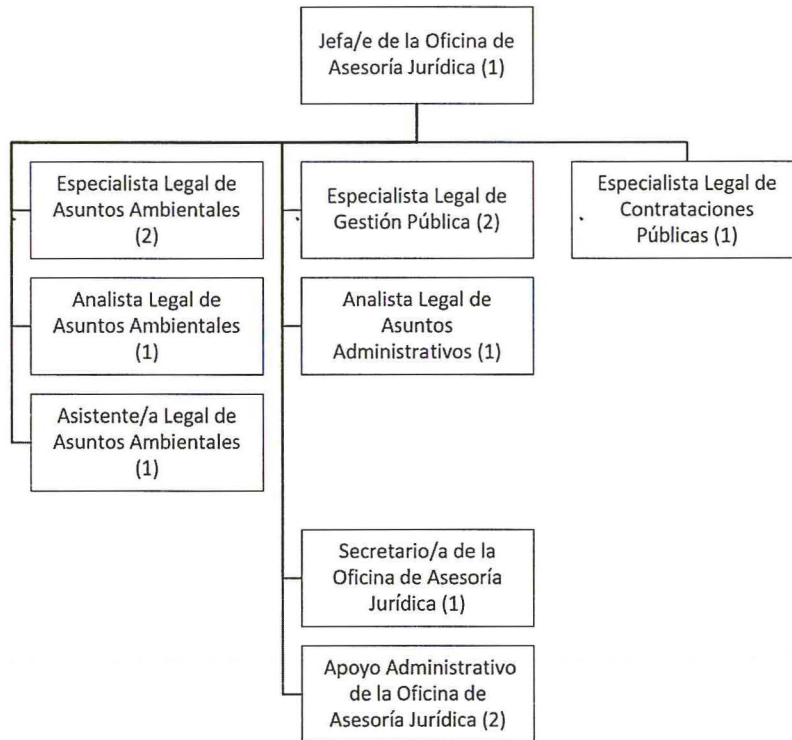 Jefa/e de la Oficina de
Asesoría Jurídica (1)
Especialista Legal de
Asuntos Ambientales
(2)
Especialista Legal de
Gestión Pública (2)
Especialista Legal de
Contrataciones
Públicas (1)
Analista Legal de
Asuntos Ambientales
(1)
Analista Legal de
Asuntos
Administrativos (1)
Asistente/a Legal de
Asuntos Ambientales
(1)
Secretario/a de la
Oficina de Asesoría
Jurídica (1)
Apoyo Administrativo
de la Oficina de
Asesoría Jurídica (2)